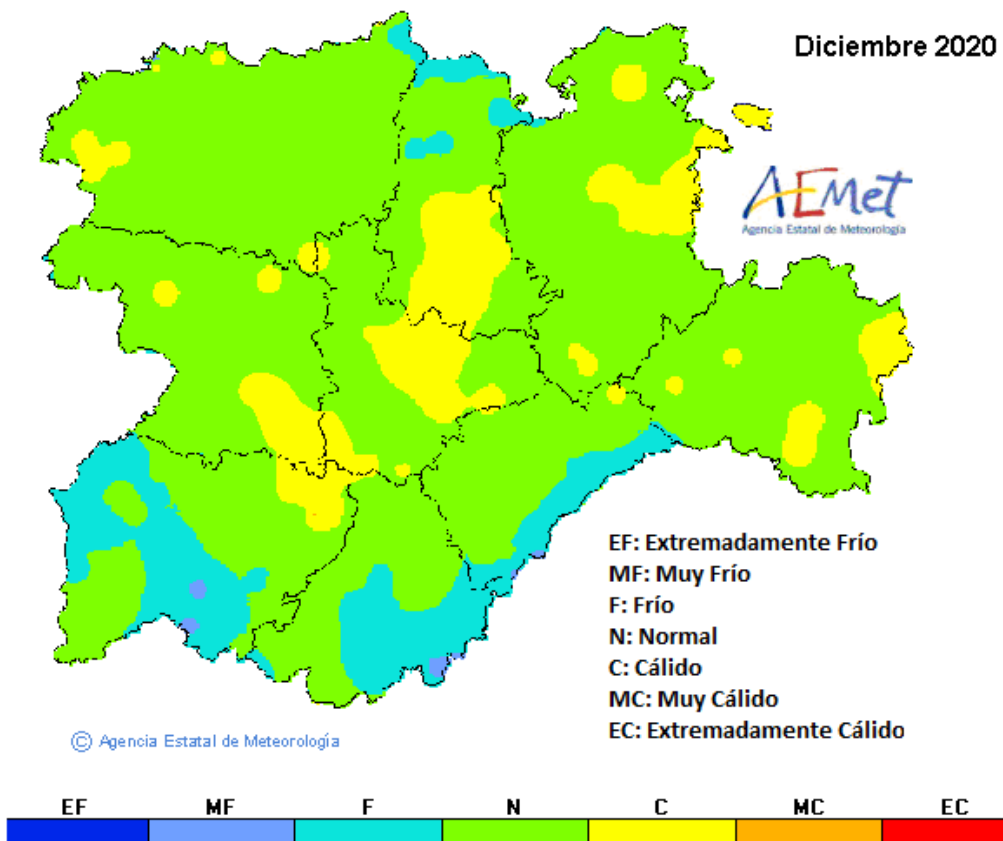 Diciembre 2020
AEMet
Agencia Estatal de Meteorología
EF: Extremadamente Frío
MF: Muy Frío
F: Frío
N: Normal
C: Cálido
MC: Muy Cálido
EC: Extremadamente Cálido
© Agencia Estatal de Meteorología
EF MF F N C MC EC